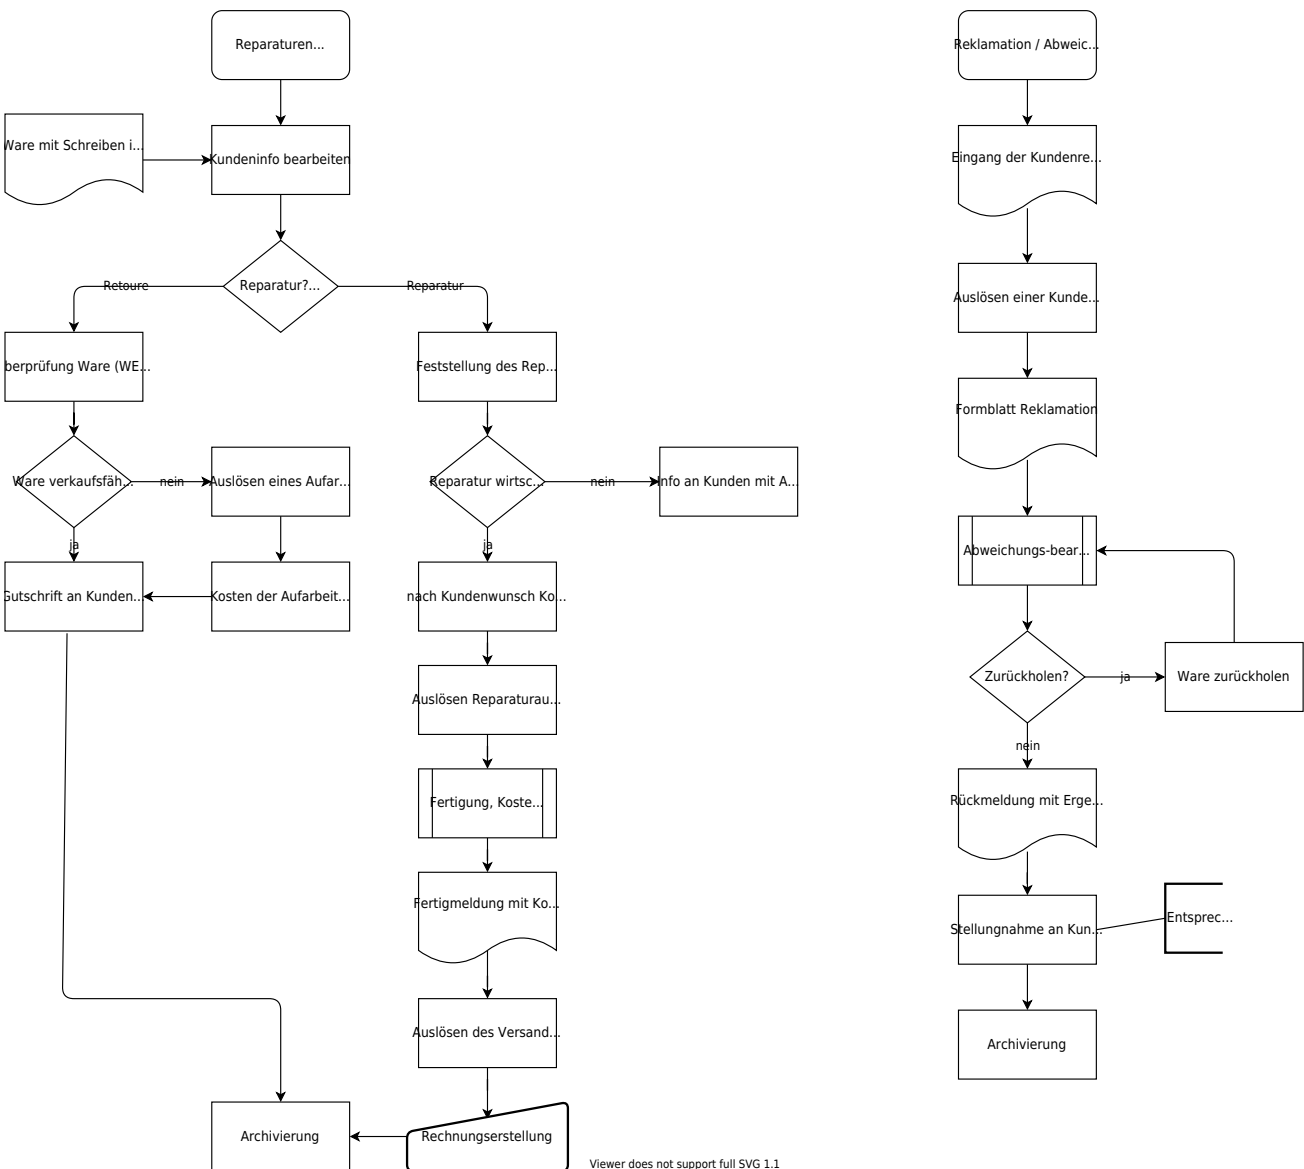 Reparaturen...
Reklamation / Abweic...
Ware mit Schreiben i...
Kundeninfo bearbeiten
Eingang der Kundenre...
Reparatur?...
Retoure
Reparatur
Auslösen einer Kunde...
berprüfung Ware (WE...
Feststellung des Rep...
Formblatt Reklamation
Ware verkaufsfäh...
nein
Auslösen eines Aufar...
Reparatur wirtsc...
nein
Info an Kunden mit A...
ja
ja
Abweichungs-bear...
Gutschrift an Kunden...
Kosten der Aufarbeit...
nach Kundenwunsch Ko...
Zurückholen?
ja
Ware zurückholen
Auslösen Reparaturau...
nein
Fertigung, Koste...
Rückmeldung mit Erge...
Fertigmeldung mit Ko...
Stellungnahme an Kun...
Entsprec...
Auslösen des Versand...
Archivierung
Archivierung
Rechnungserstellung
Viewer does not support full SVG 1.1